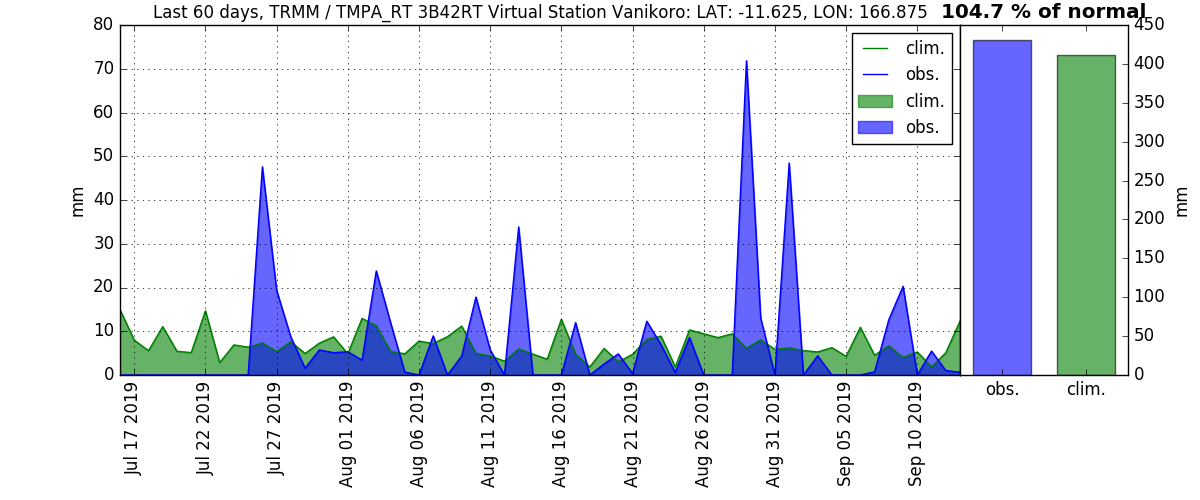 Last 60 days, TRMM / TMPA_RT 3B42RT Virtual Station Vanikoro: LAT: -11.625, LON: 166.875 104.7 % of normal
80
70
60
50
40
30
20
10
0
mm
clim.
obs.
clim.
obs.
450
400
350
300
250
200
150
100
50
0
mm
Jul 17 2019
Jul 22 2019
Jul 27 2019
Aug 01 2019
Aug 06 2019
Aug 11 2019
Aug 16 2019
Aug 21 2019
Aug 26 2019
Aug 31 2019
Sep 05 2019
Sep 10 2019
obs.
clim.